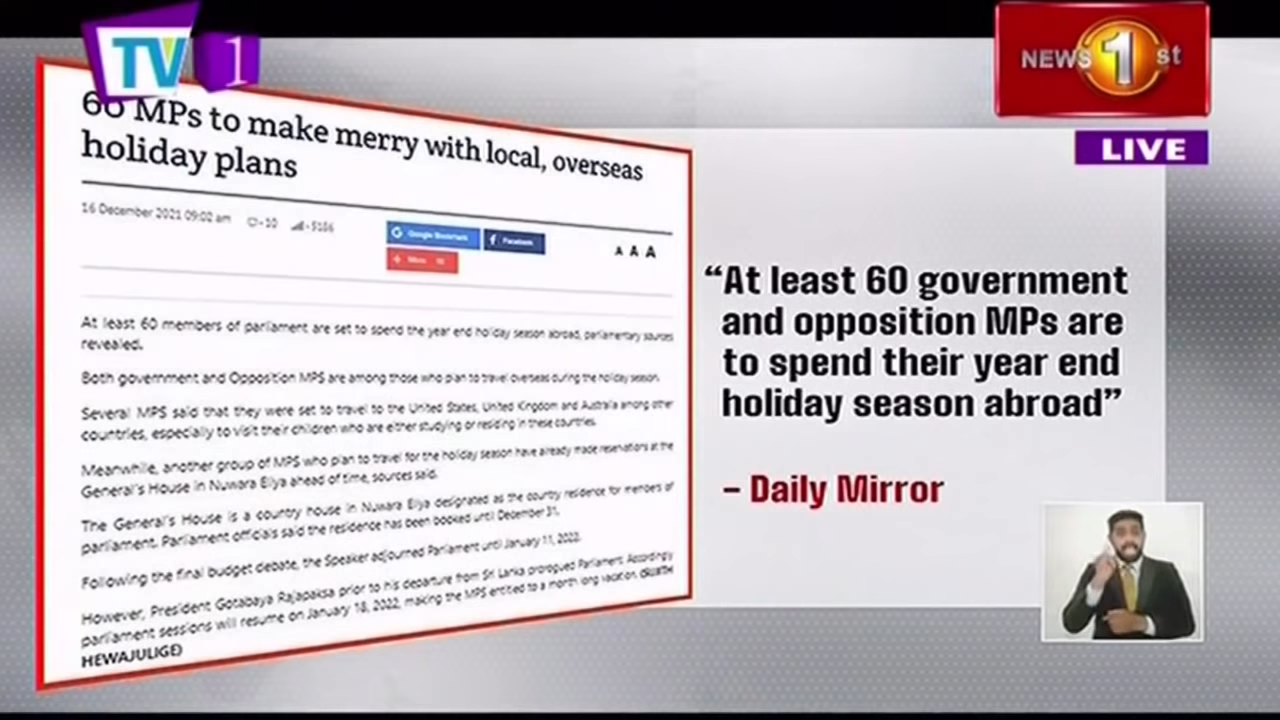 TV 1
NEWS 1st
LIVE
60 MPs to make merry with local, overseas
holiday plans
16 December 2021 09:02 am
Google Bookmark
Facebook
More
A A A
At least 60 members of parliament are set to spend the year end holiday season abroad, parliamentary sources
revealed.
Both government and Opposition MPS are among those who plan to travel overseas during the holiday season.
Several MPS said that they were set to travel to the United States, United Kingdom and Australia among other
countries, especially to visit their children who are either studying or residing in these countries.
Meanwhile, another group of MPS who plan to travel for the holiday season have already made reservations at the
General's House in Nuwara Eliya ahead of time, sources said.
The General's House is a country house in Nuwara Eliya designated as the country residence for members of
parliament. Parliament officials said the residence has been booked until December 31.
Following the final budget debate, the Speaker adjourned Parliament until January 11, 2022.
However, President Gotabaya Rajapaksa prior to his departure from Sri Lanka prorogued Parliament. Accordingly
parliament sessions will resume on January 18, 2022, making the MPS entitled to a month long vacation.
HEWAJULIGE)
“At least 60 government
and opposition MPs are
to spend their year end
holiday season abroad”
– Daily Mirror